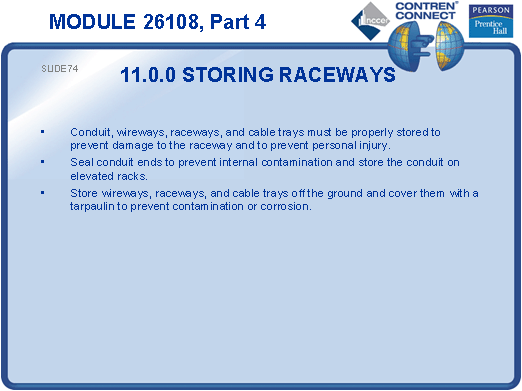 MODULE 26108, Part 4
nccer
CONTREN
CONNECT
PEARSON
Prentice
Hall
SLIDE 74
11.0.0 STORING RACEWAYS
• Conduit, wireways, raceways, and cable trays must be properly stored to
prevent damage to the raceway and to prevent personal injury.
• Seal conduit ends to prevent internal contamination and store the conduit on
elevated racks.
• Store wireways, raceways, and cable trays off the ground and cover them with a
tarpaulin to prevent contamination or corrosion.